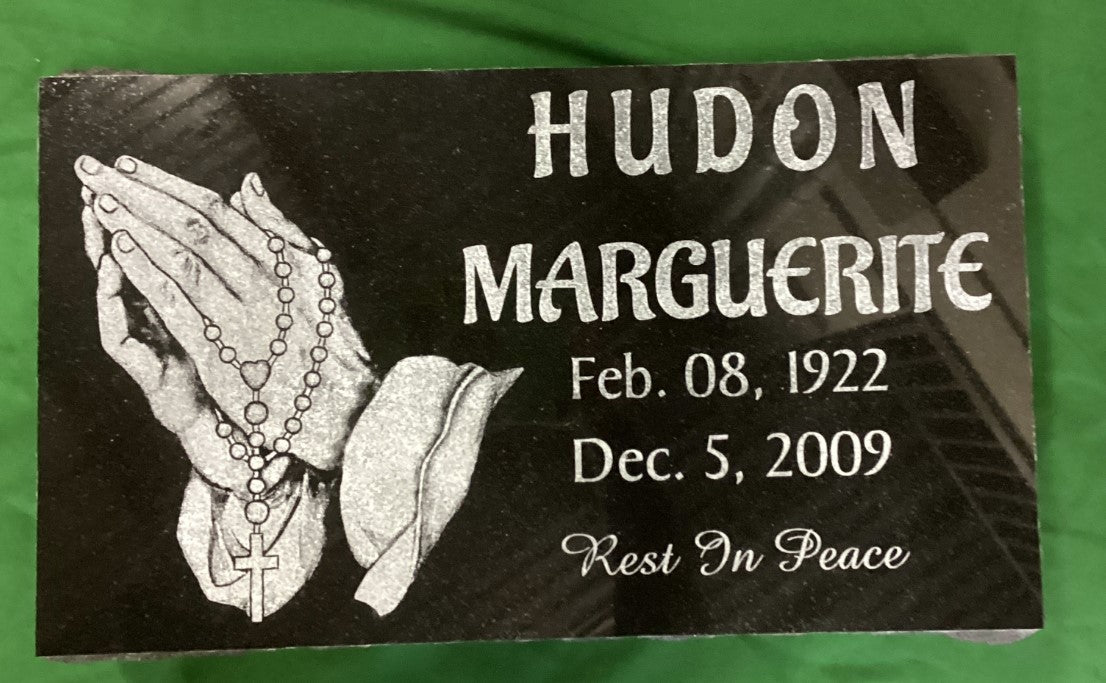 HUDON
MARGUERITE
Feb. 08, 1922
Dec. 5, 2009
Rest In Peace